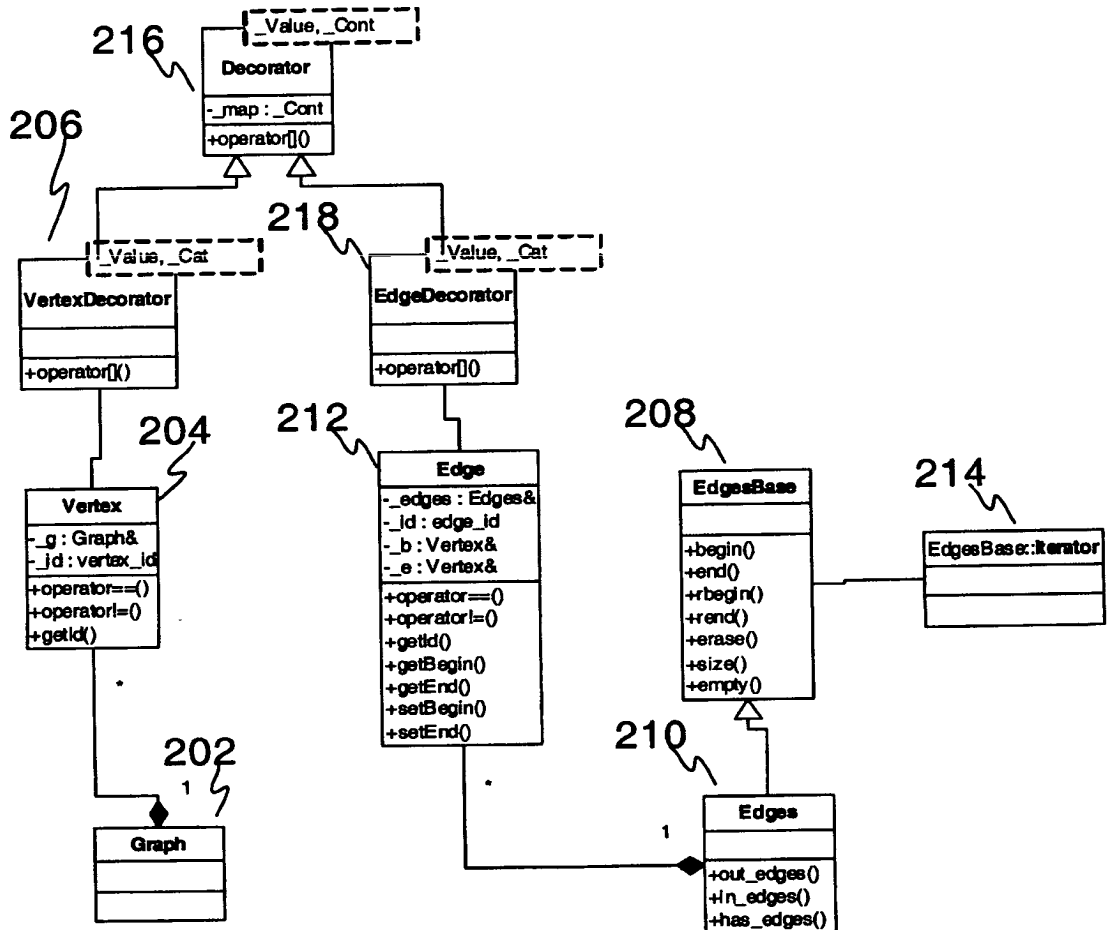 _Value, _Cont
216
Decorator
-_map : _Cont
+operator[]()
206
218
_Value, _Cat
VertexDecorator
+operator[]()
_Value, _Cat
EdgeDecorator
+operator[]()
204
Vertex
-_g : Graph&
-_id : vertex_id
+operator==()
+operator!=()
+getId()
*
212
Edge
-_edges : Edges&
-_id : edge_id
-_b : Vertex&
-_e : Vertex&
+operator==()
+operator!=()
+getId()
+getBegin()
+getEnd()
+setBegin()
+setEnd()
*
208
EdgesBase
+begin()
+end()
+rbegin()
+rend()
+erase()
+size()
+empty()
214
EdgesBase::iterator
202
1
Graph
210
1
Edges
+out_edges()
+in_edges()
+has_edges()